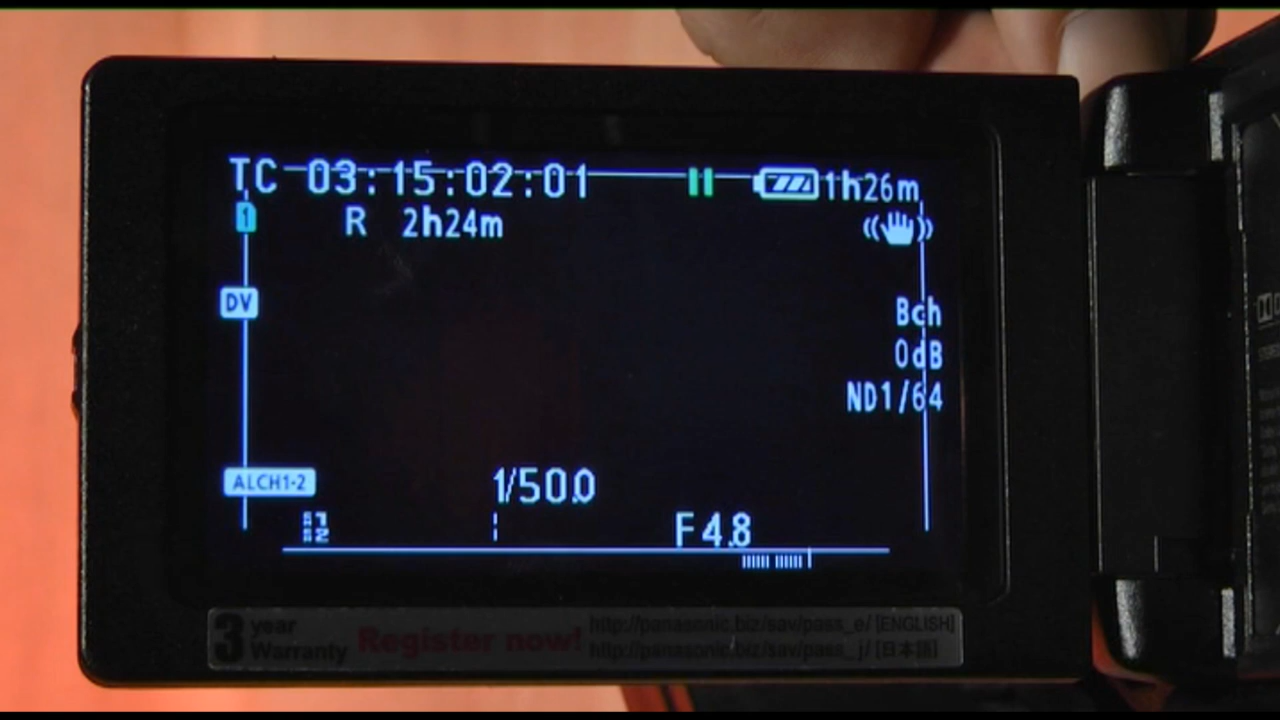 TC 03:15:02:01 1h26m
1 R 2h24m
DV
Bch
0dB
ND1/64
ALCH1-2
1/50.0
1
2
F4.8
3 year Warranty
Register now!
http://panasonic.biz/sav/pass_e/ [ENGLISH]
http://panasonic.biz/sav/pass_j/ [日本語]